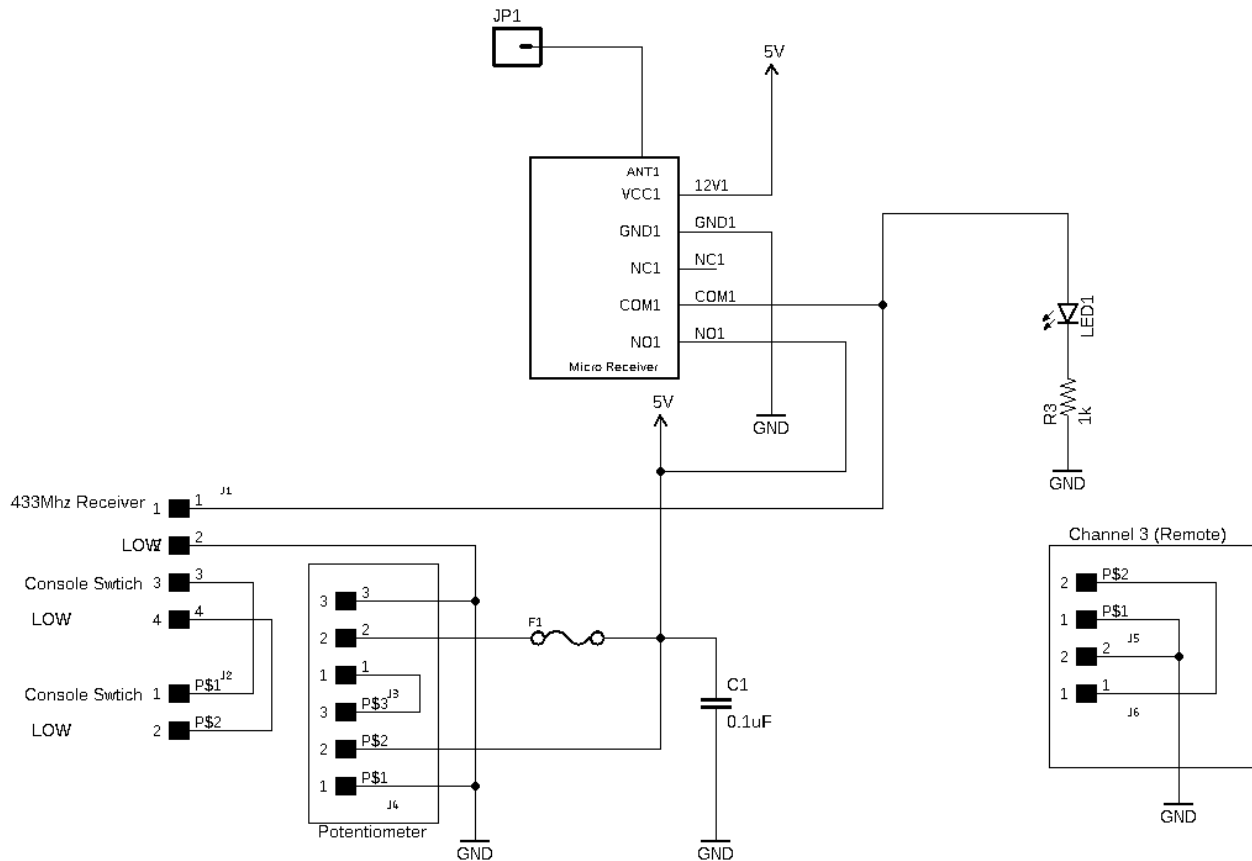 JP1
5V
ANT1
VCC1 12V1
GND1 GND1
NC1 NC1
COM1 COM1
NO1 NO1
Micro Receiver
LED1
R3
1k
GND
GND
5V
433Mhz Receiver 1 1 J1
LOW 2 2
Console Swtich 3 3
LOW 4 4
Console Swtich 1 P$1 J2
LOW 2 P$2
3 3
2 2
1 1
J3
3 P$3
2 P$2
1 P$1
J4
Potentiometer
F1
C1
0.1uF
GND
GND
Channel 3 (Remote)
2 P$2
1 P$1
J5
2 2
1 1
J6
GND